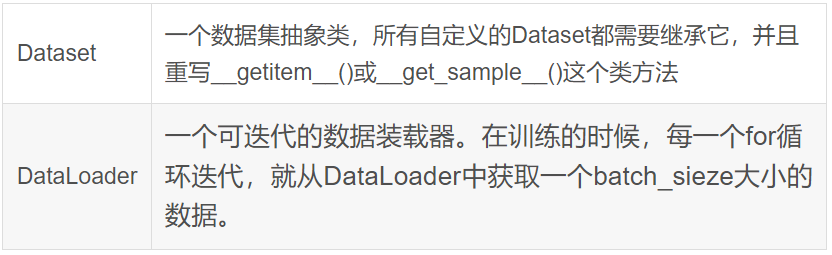 Dataset
一个数据集抽象类，所有自定义的Dataset都需要继承它，并且
重写__getitem__()或__get_sample__()这个类方法
DataLoader
一个可迭代的数据装载器。在训练的时候，每一个for循
环迭代，就从DataLoader中获取一个batch_sieze大小的
数据。